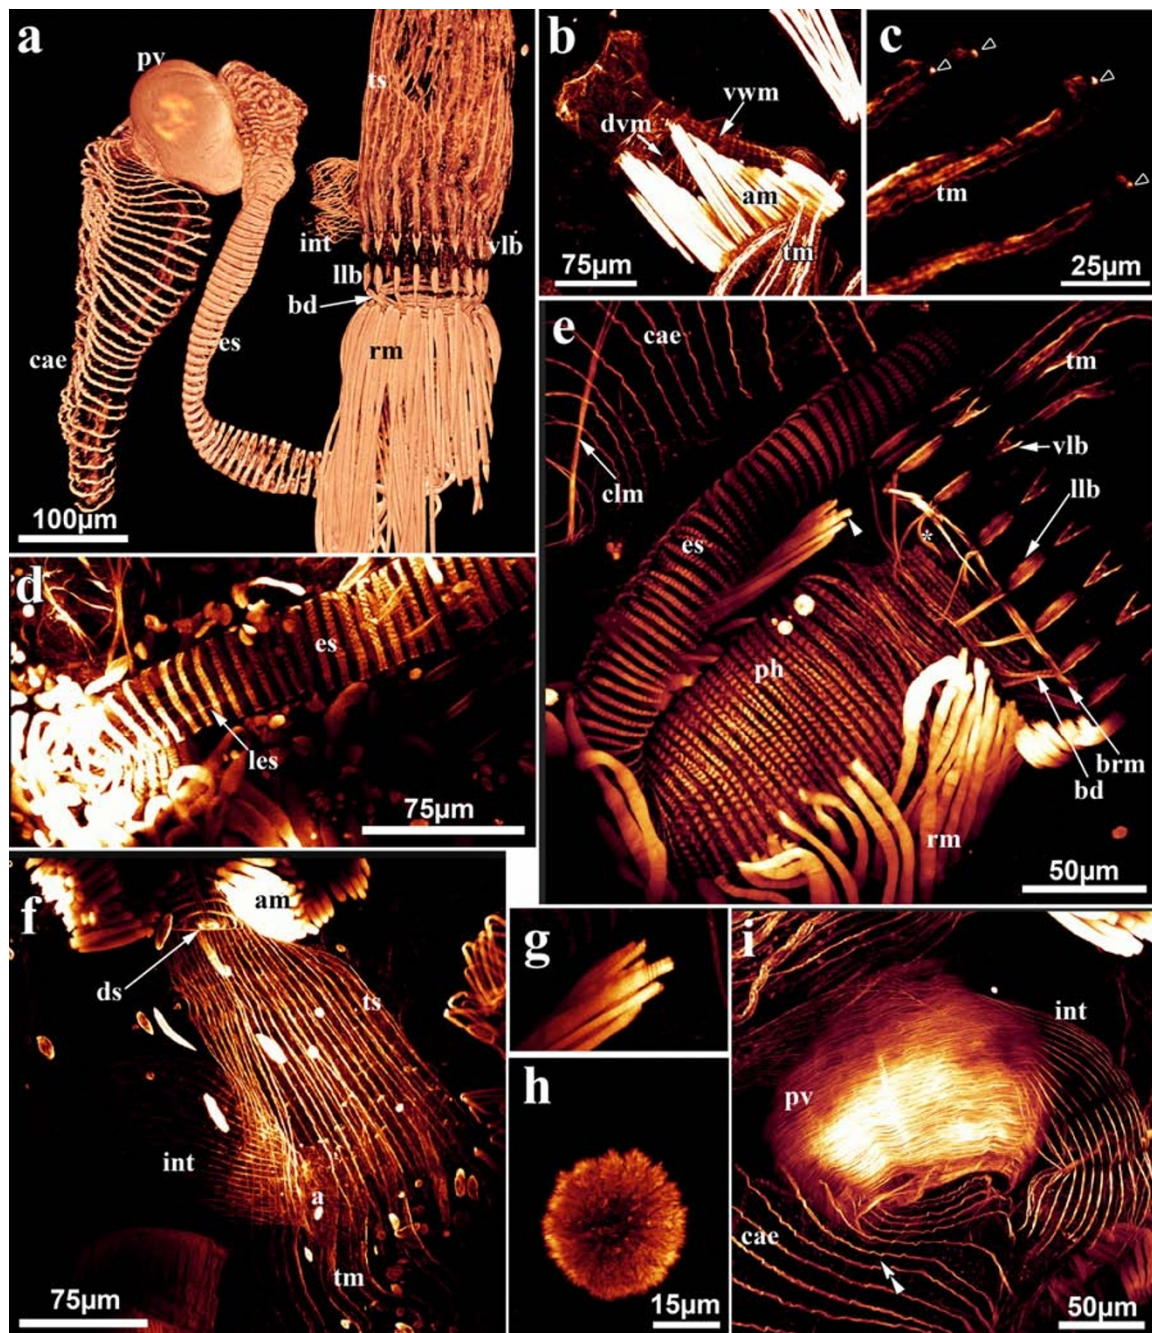 a
pv
ts
int
vlb
llb
bd
es
rm
cae
100µm
b
vwm
dvm
am
tm
75µm
c
tm
25µm
d
es
les
75µm
e
cae
tm
vlb
clm
llb
es
*
ph
brm
bd
rm
50µm
f
am
ds
ts
int
a
tm
75µm
g
h
15µm
i
int
pv
cae
50µm